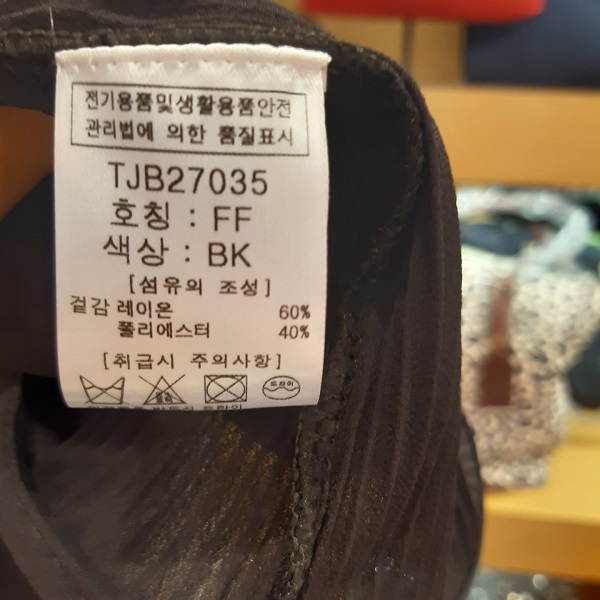 전기용품및생활용품안전
관리법에 의한 품질표시
TJB27035
호칭 : FF
색상 : BK
[섬유의 조성]
겉감 레이온 60%
폴리에스터 40%
[취급시 주의사항]
드라이